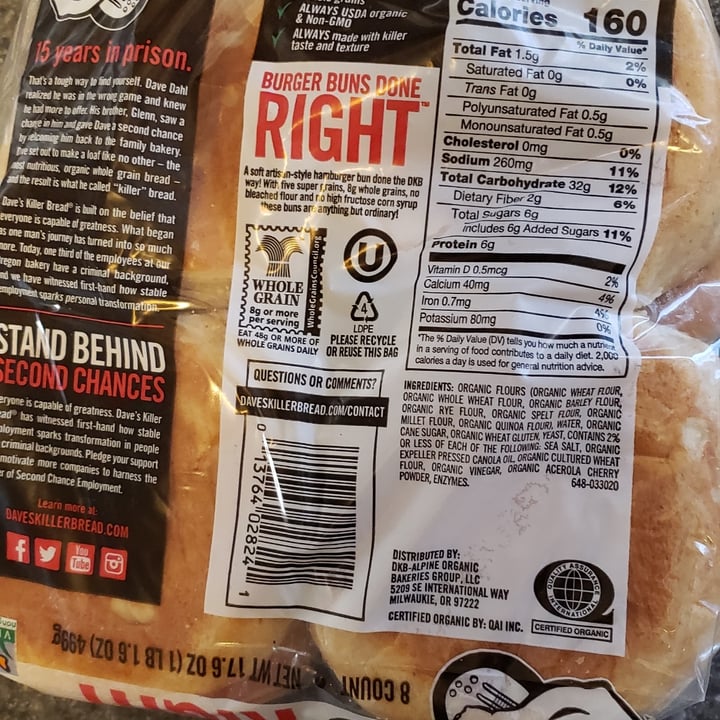 15 years in prison.
That's a tough way to find yourself. Dave Dahl
realized he was in the wrong game and knew
he had more to offer. His brother, Glenn, saw a
change in him and gave Dave a second chance
by welcoming him back to the family bakery.
set out to make a loaf like no other – the
most nutritious, organic whole grain bread –
and the result is what he called "killer" bread.
Dave's Killer Bread® is built on the belief that
everyone is capable of greatness. What began
as one man's journey has turned into so much
more. Today, one third of the employees at our
Oregon bakery have a criminal background,
and we have witnessed first-hand how stable
employment sparks personal transformation.
STAND BEHIND
SECOND CHANCES
everyone is capable of greatness. Dave's Killer
Bread® has witnessed first-hand how stable
employment sparks transformation in people
criminal backgrounds. Pledge your support
motivate more companies to harness the
er of Second Chance Employment.
Learn more at:
DAVESKILLERBREAD.COM
f
You
Tube
ALWAYS USDA organic
& Non-GMO
ALWAYS made with killer
taste and texture
BURGER BUNS DONE
RIGHT™
A soft artisan-style hamburger bun done the DKB
way! With five super grains, 8g whole grains, no
bleached flour and no high fructose corn syrup
these buns are anything but ordinary!
WHOLE
GRAIN
8g or more
per serving
WholeGrainsCouncil.org
EAT 48g OR MORE OF
WHOLE GRAINS DAILY
U
4
LDPE
PLEASE RECYCLE
OR REUSE THIS BAG
QUESTIONS OR COMMENTS?
DAVESKILLERBREAD.COM/CONTACT
0 13764 02824 1
Calories 160
% Daily Value*
Total Fat 1.5g 2%
Saturated Fat 0g 0%
Trans Fat 0g
Polyunsaturated Fat 0.5g
Monounsaturated Fat 0.5g
Cholesterol 0mg 0%
Sodium 260mg 11%
Total Carbohydrate 32g 12%
Dietary Fiber 2g 6%
Total Sugars 6g
Includes 6g Added Sugars 11%
Protein 6g
Vitamin D 0.5mcg 2%
Calcium 40mg 4%
Iron 0.7mg 4%
Potassium 80mg 0%
*The % Daily Value (DV) tells you how much a nutrient
in a serving of food contributes to a daily diet. 2,000
calories a day is used for general nutrition advice.
INGREDIENTS: ORGANIC FLOURS (ORGANIC WHEAT FLOUR,
ORGANIC WHOLE WHEAT FLOUR, ORGANIC BARLEY FLOUR,
ORGANIC RYE FLOUR, ORGANIC SPELT FLOUR, ORGANIC
MILLET FLOUR, ORGANIC QUINOA FLOUR), WATER, ORGANIC
CANE SUGAR, ORGANIC WHEAT GLUTEN, YEAST, CONTAINS 2%
OR LESS OF EACH OF THE FOLLOWING: SEA SALT, ORGANIC
EXPELLER PRESSED CANOLA OIL, ORGANIC CULTURED WHEAT
FLOUR, ORGANIC VINEGAR, ORGANIC ACEROLA CHERRY
POWDER, ENZYMES. 648-033020
DISTRIBUTED BY:
DKB-ALPINE ORGANIC
BAKERIES GROUP, LLC
5209 SE INTERNATIONAL WAY
MILWAUKIE, OR 97222
CERTIFIED ORGANIC BY: QAI INC.
QUALITY ASSURANCE
INTERNATIONAL
CERTIFIED ORGANIC
8 COUNT • NET WT 17.6 OZ (1 LB 1.6 OZ) 499g